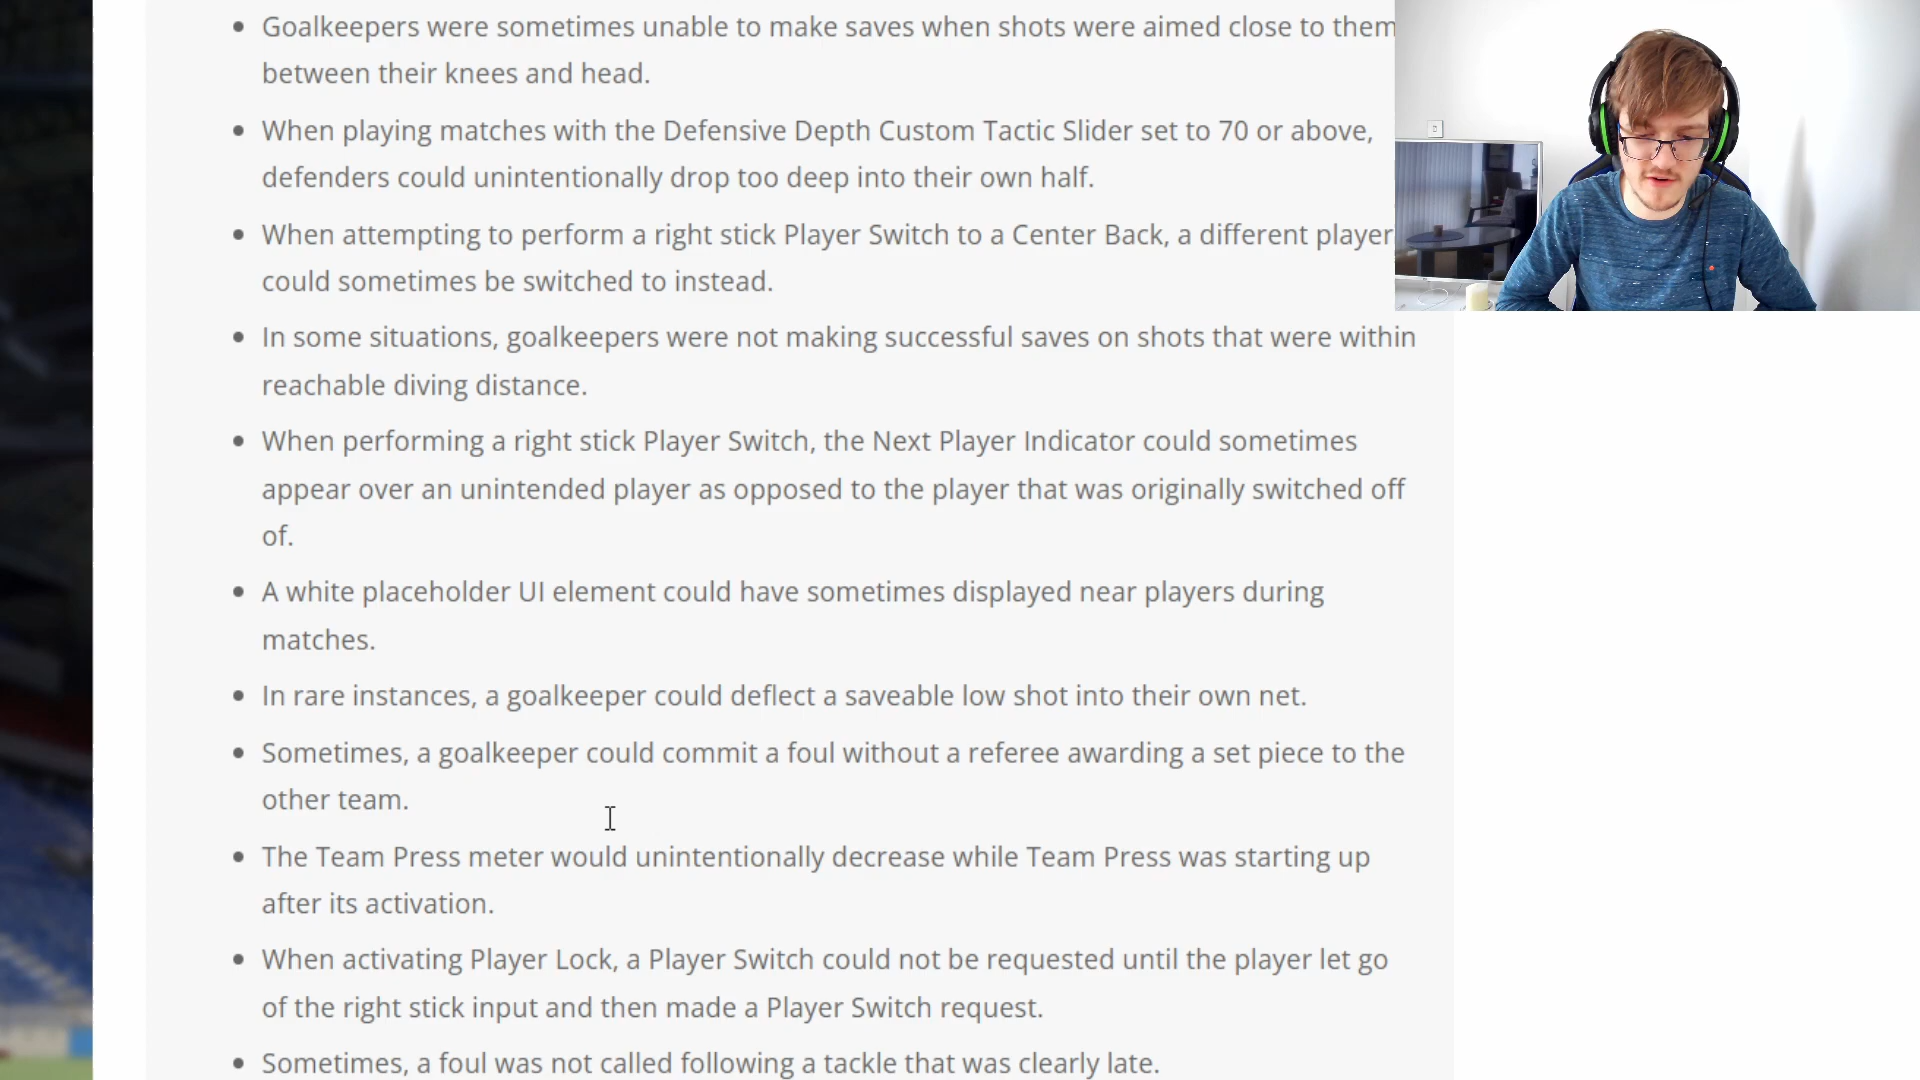 Goalkeepers were sometimes unable to make saves when shots were aimed close to them
between their knees and head.
When playing matches with the Defensive Depth Custom Tactic Slider set to 70 or above,
defenders could unintentionally drop too deep into their own half.
When attempting to perform a right stick Player Switch to a Center Back, a different player
could sometimes be switched to instead.
In some situations, goalkeepers were not making successful saves on shots that were within
reachable diving distance.
When performing a right stick Player Switch, the Next Player Indicator could sometimes
appear over an unintended player as opposed to the player that was originally switched off
of.
A white placeholder UI element could have sometimes displayed near players during
matches.
In rare instances, a goalkeeper could deflect a saveable low shot into their own net.
Sometimes, a goalkeeper could commit a foul without a referee awarding a set piece to the
other team.
The Team Press meter would unintentionally decrease while Team Press was starting up
after its activation.
When activating Player Lock, a Player Switch could not be requested until the player let go
of the right stick input and then made a Player Switch request.
Sometimes, a foul was not called following a tackle that was clearly late.